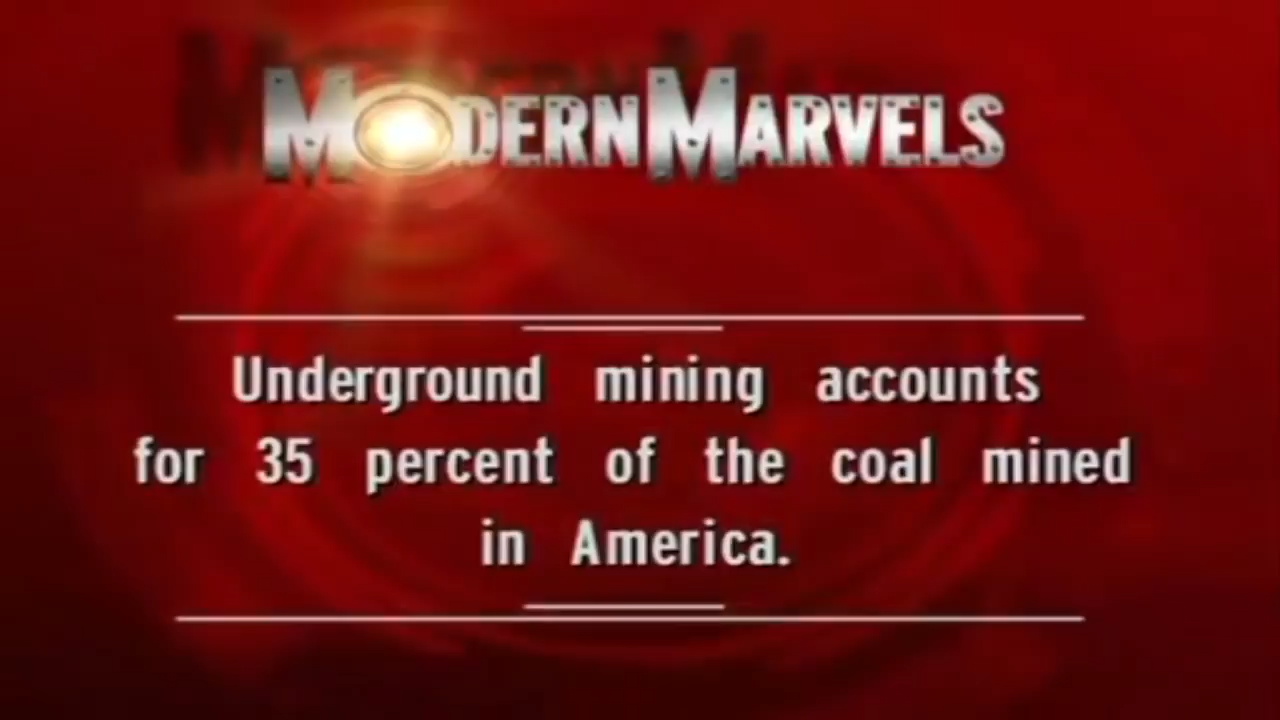 ModernMarvels
Underground mining accounts
for 35 percent of the coal mined
in America.